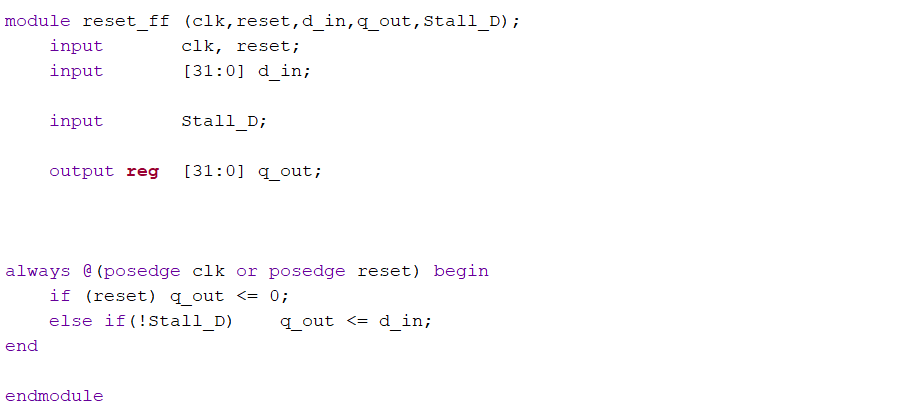 module reset_ff (clk,reset,d_in,q_out,Stall_D);
    input       clk, reset;
    input       [31:0] d_in;

    input       Stall_D;

    output reg  [31:0] q_out;

always @(posedge clk or posedge reset) begin
    if (reset) q_out <= 0;
    else if(!Stall_D)    q_out <= d_in;
end

endmodule